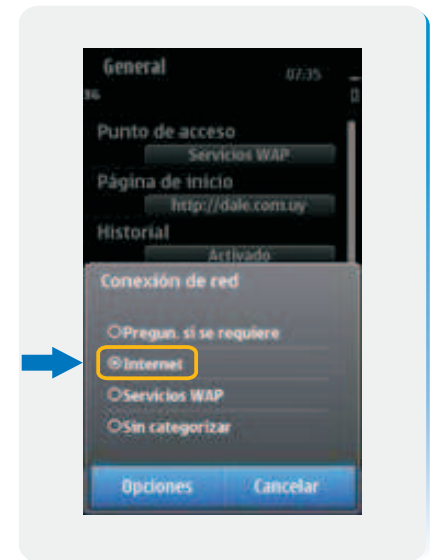 General
07:35
3G
Punto de acceso
Servicios WAP
Página de inicio
http://dale.com.uy
Historial
Activado
Conexión de red
Pregun. si se requiere
Internet
Servicios WAP
Sin categorizar
Opciones
Cancelar